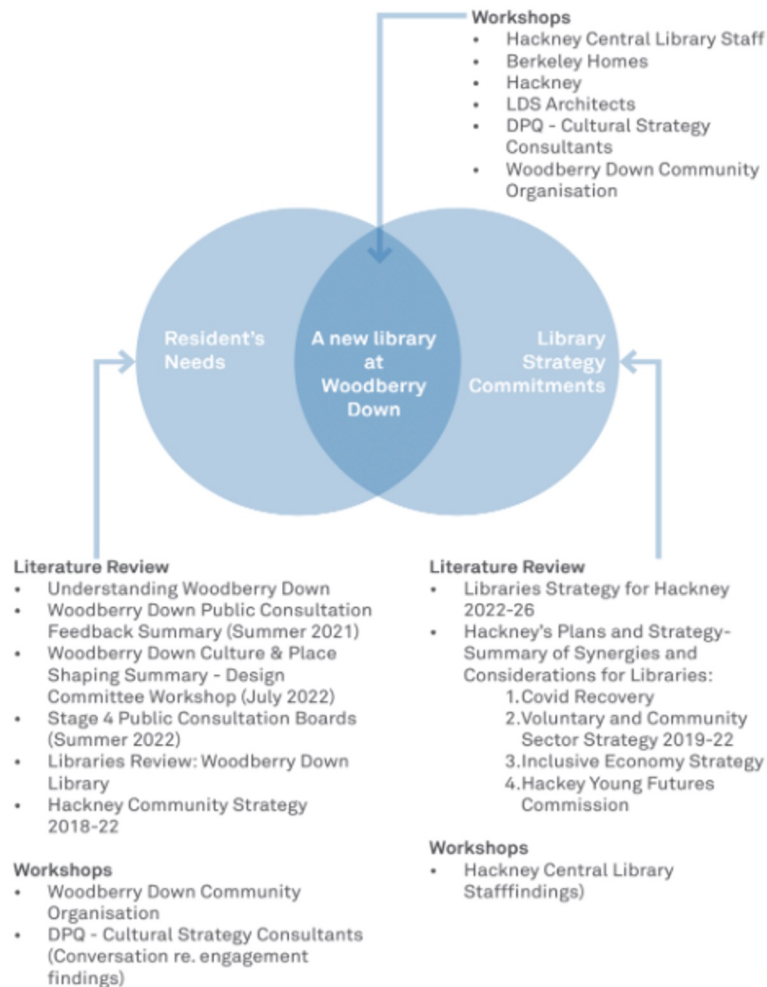 Workshops
• Hackney Central Library Staff
• Berkeley Homes
• Hackney
• LDS Architects
• DPQ - Cultural Strategy
Consultants
• Woodberry Down Community
Organisation
Resident's
Needs
A new library
at
Woodberry
Down
Library
Strategy
Commitments
Literature Review
• Understanding Woodberry Down
• Woodberry Down Public Consultation
Feedback Summary (Summer 2021)
• Woodberry Down Culture & Place
Shaping Summary - Design
Committee Workshop (July 2022)
• Stage 4 Public Consultation Boards
(Summer 2022)
• Libraries Review: Woodberry Down
Library
• Hackney Community Strategy
2018-22
Workshops
• Woodberry Down Community
Organisation
• DPQ - Cultural Strategy Consultants
(Conversation re. engagement
findings)
Literature Review
• Libraries Strategy for Hackney
2022-26
• Hackney's Plans and Strategy-
Summary of Synergies and
Considerations for Libraries:
1.Covid Recovery
2.Voluntary and Community
Sector Strategy 2019-22
3.Inclusive Economy Strategy
4.Hackey Young Futures
Commission
Workshops
• Hackney Central Library
Stafffindings)